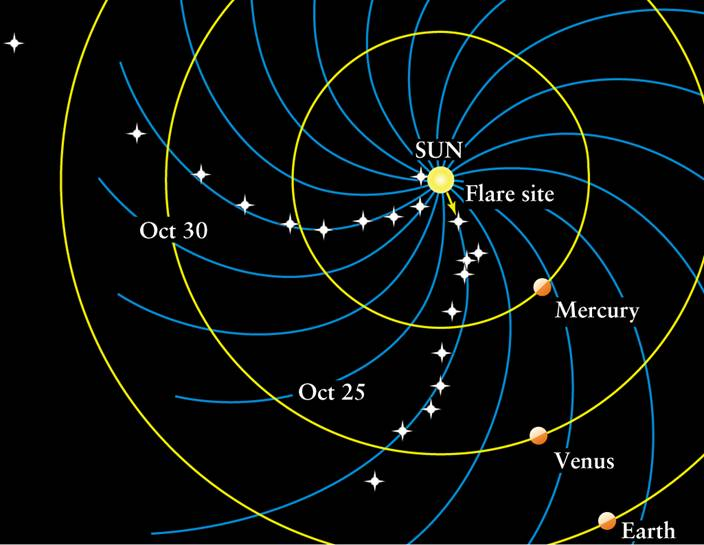 SUN
Flare site
Oct 30
Mercury
Oct 25
Venus
Earth